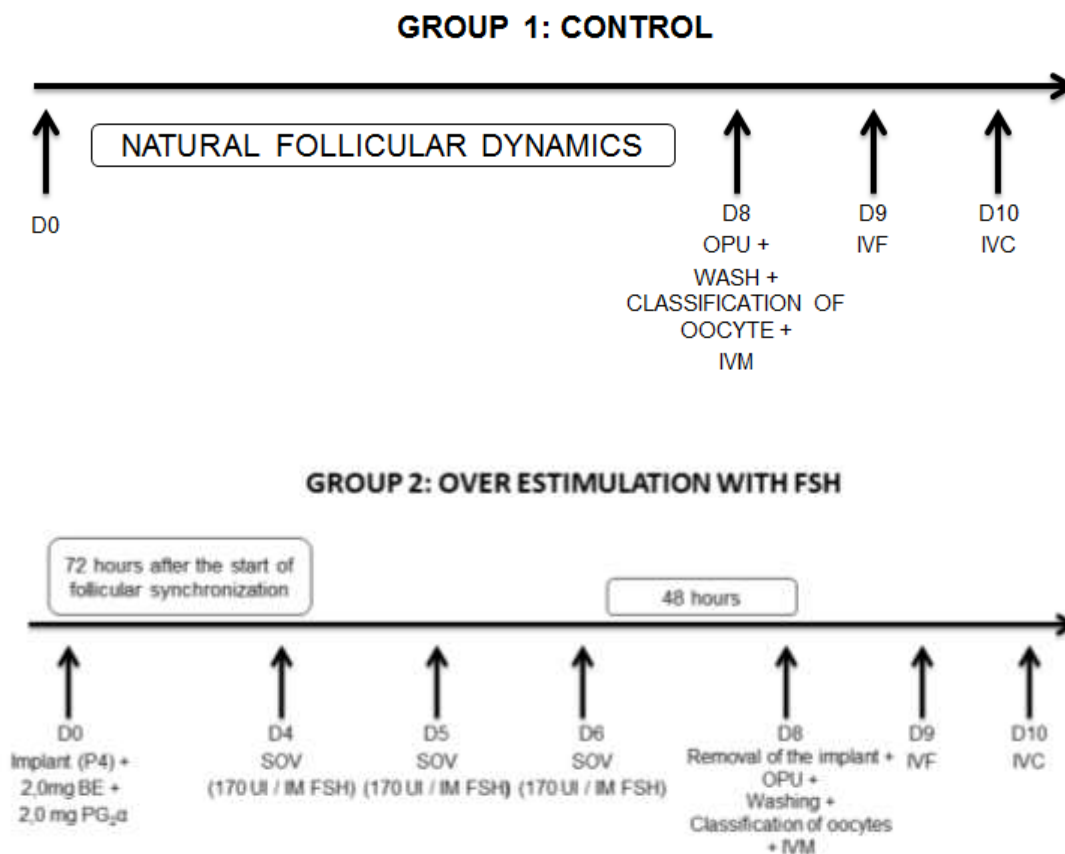 GROUP 1: CONTROL
NATURAL FOLLICULAR DYNAMICS
D0
D8
OPU +
WASH +
CLASSIFICATION OF
OOCYTE +
IVM
D9
IVF
D10
IVC
GROUP 2: OVER ESTIMULATION WITH FSH
72 hours after the start of
follicular synchronization
48 hours
D0
Implant (P4) +
2,0mg BE +
2,0 mg PG₂α
D4
SOV
(170 UI / IM FSH)
D5
SOV
(170 UI / IM FSH)
D6
SOV
(170 UI / IM FSH)
D8
Removal of the implant +
OPU +
Washing +
Classification of oocytes
+ IVM
D9
IVF
D10
IVC